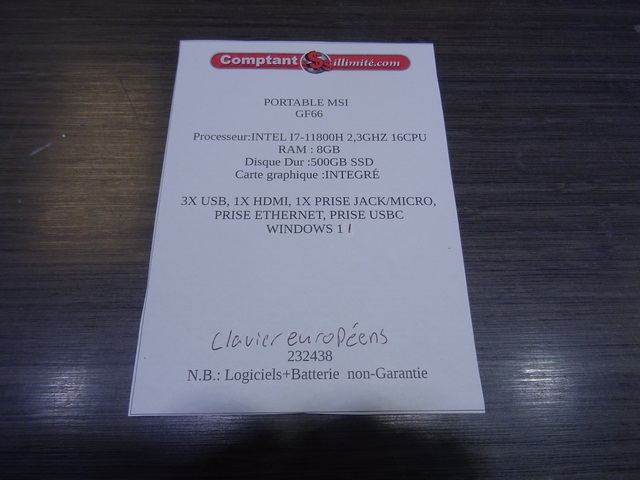 Comptant illimité.com
PORTABLE MSI
GF66
Processeur:INTEL I7-11800H 2,3GHZ 16CPU
RAM : 8GB
Disque Dur :500GB SSD
Carte graphique :INTEGRÉ
3X USB, 1X HDMI, 1X PRISE JACK/MICRO,
PRISE ETHERNET, PRISE USBC
WINDOWS 11
Clavier européens
232438
N.B.: Logiciels+Batterie non-Garantie